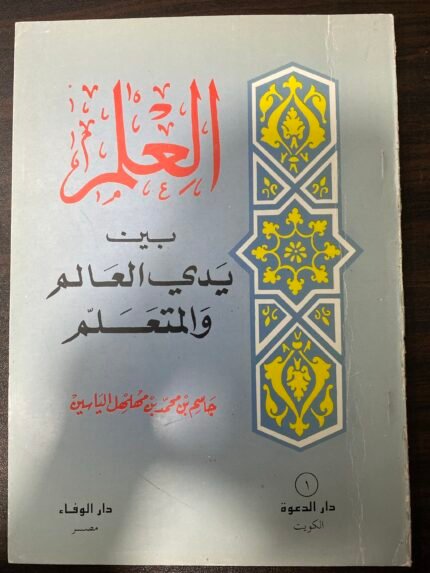 العلم
بين
يدي العالم
والمتعلم
جاسم بن محمد بن مهلهل الياسين
١
دار الدعوة
الكويت
دار الوفاء
مصر